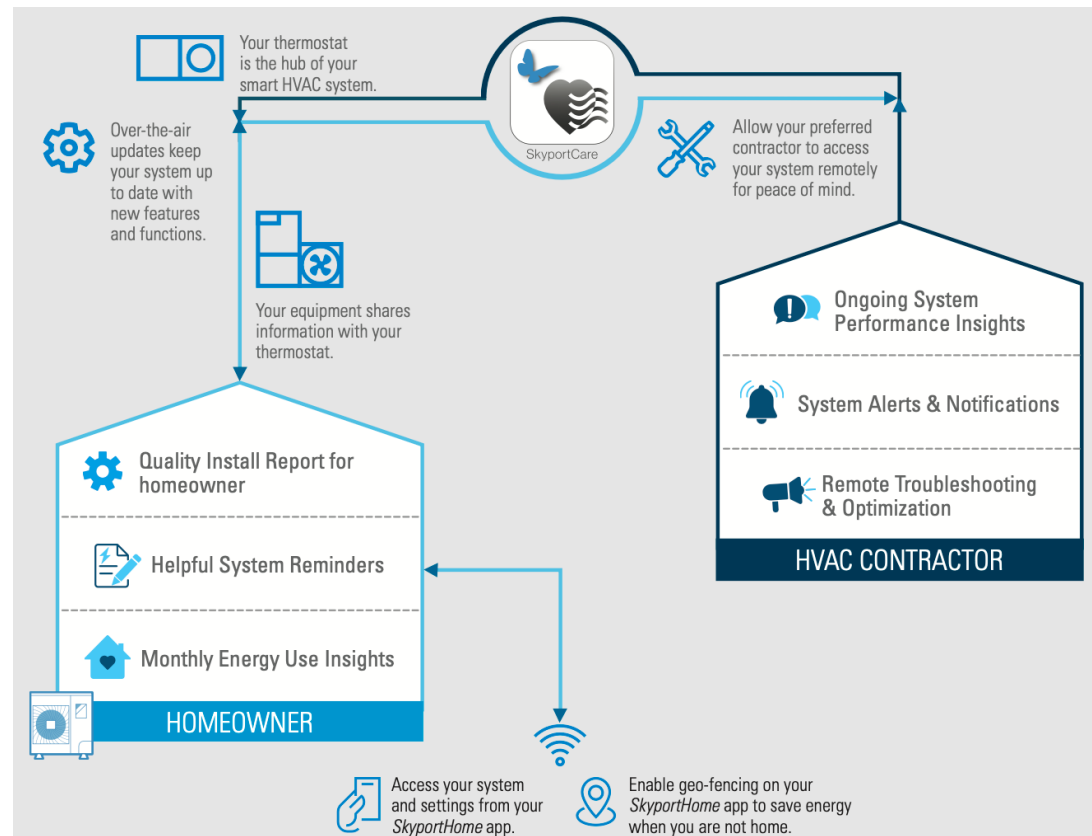 Your thermostat
is the hub of your
smart HVAC system.
SkyportCare
Over-the-air
updates keep
your system up
to date with
new features
and functions.
Allow your preferred
contractor to access
your system remotely
for peace of mind.
Your equipment shares
information with your
thermostat.
Ongoing System
Performance Insights
System Alerts & Notifications
Remote Troubleshooting
& Optimization
HVAC CONTRACTOR
Quality Install Report for
homeowner
Helpful System Reminders
Monthly Energy Use Insights
HOMEOWNER
Access your system
and settings from your
SkyportHome app.
Enable geo-fencing on your
SkyportHome app to save energy
when you are not home.